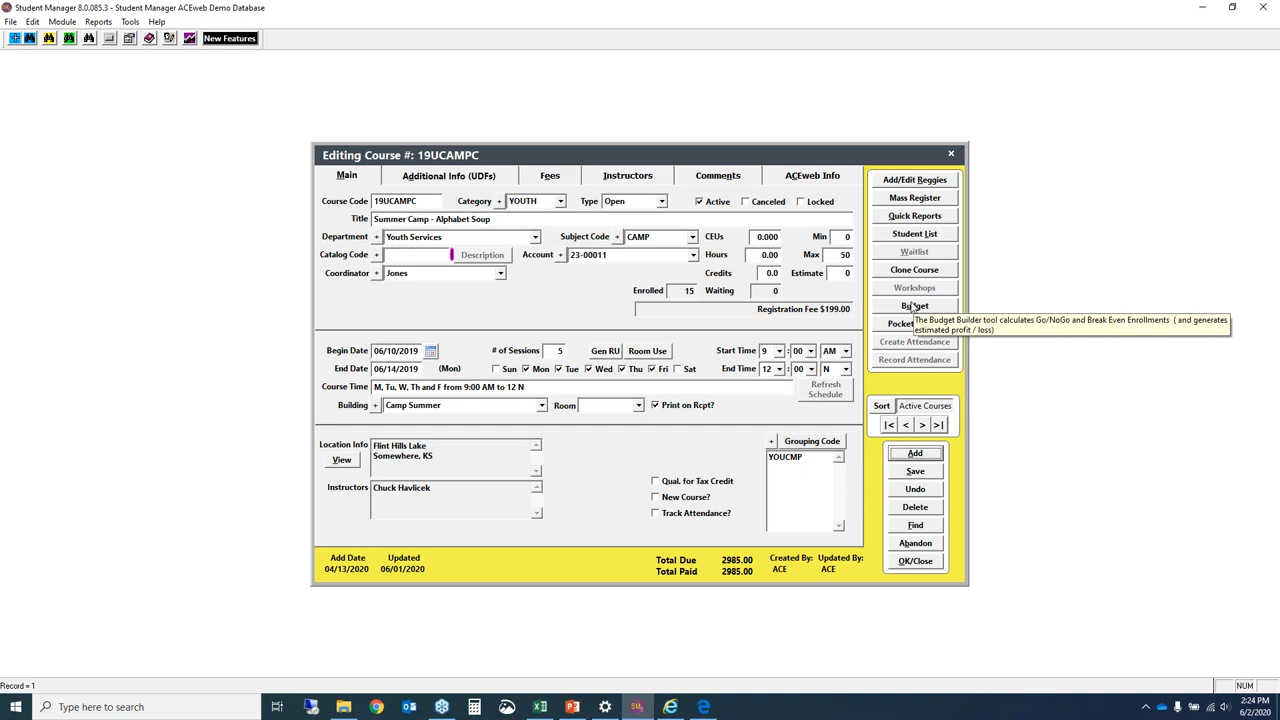 Student Manager 8.0.085.3 - Student Manager ACEweb Demo Database
File Edit Module Reports Tools Help
New Features
Editing Course #: 19UCAMPC
Main Additional Info (UDFs) Fees Instructors Comments ACEweb Info
Course Code 19UCAMPC Category + YOUTH Type Open Active Canceled Locked
Title Summer Camp - Alphabet Soup
Department + Youth Services Subject Code + CAMP CEUs 0.000 Min 0
Catalog Code + Description Account + 23-00011 Hours 0.00 Max 50
Coordinator + Jones Credits 0.0 Estimate 0
Enrolled 15 Waiting 0
Registration Fee $199.00
Begin Date 06/10/2019 # of Sessions 5 Gen RU Room Use Start Time 9 : 00 AM
End Date 06/14/2019 (Mon) Sun Mon Tue Wed Thu Fri Sat End Time 12 : 00 N
Course Time M, Tu, W, Th and F from 9:00 AM to 12 N Refresh Schedule
Building + Camp Summer Room Print on Rcpt?
Location Info Flint Hills Lake
Somewhere, KS
View
+ Grouping Code
YOUCMP
Instructors Chuck Havlicek
Qual. for Tax Credit
New Course?
Track Attendance?
Add Date Updated Total Due 2985.00 Created By: Updated By:
04/13/2020 06/01/2020 Total Paid 2985.00 ACE ACE
Add/Edit Reggies
Mass Register
Quick Reports
Student List
Waitlist
Clone Course
Workshops
Budget
The Budget Builder tool calculates Go/NoGo and Break Even Enrollments ( and generates
estimated profit / loss)
Pocket
Create Attendance
Record Attendance
Sort Active Courses
|< < > >|
Add
Save
Undo
Delete
Find
Abandon
OK/Close
Record = 1 NUM
Type here to search
2:24 PM
6/2/2020